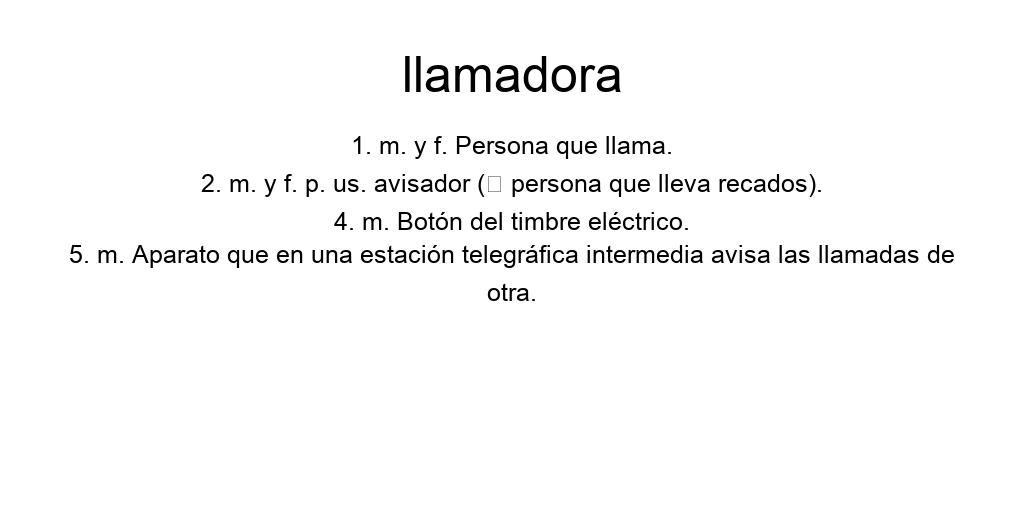 llamadora
1. m. y f. Persona que llama.
2. m. y f. p. us. avisador (▯ persona que lleva recados).
4. m. Botón del timbre eléctrico.
5. m. Aparato que en una estación telegráfica intermedia avisa las llamadas de
otra.